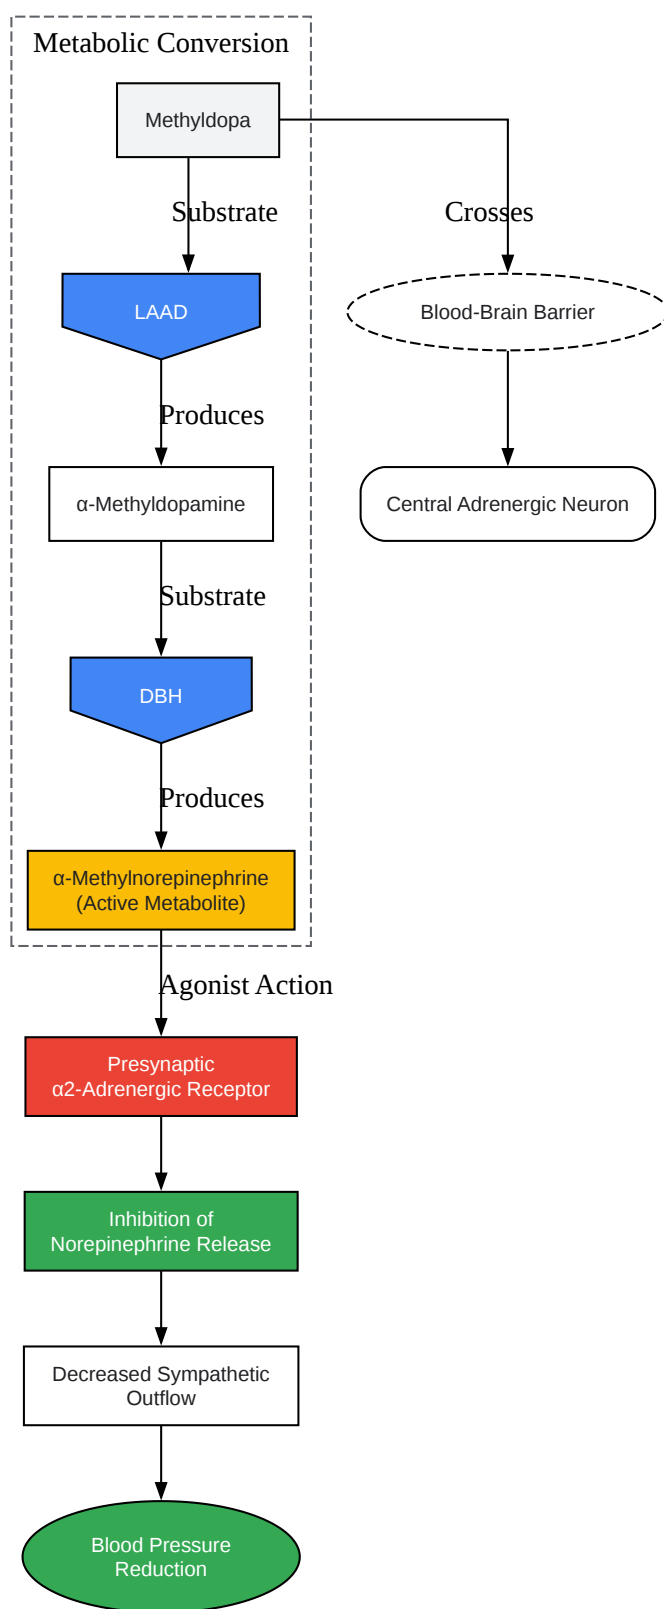 Metabolic Conversion
Methyldopa
Substrate
Crosses
LAAD
Blood-Brain Barrier
Produces
α-Methyldopamine
Central Adrenergic Neuron
Substrate
DBH
Produces
α-Methylnorepinephrine
(Active Metabolite)
Agonist Action
Presynaptic
α2-Adrenergic Receptor
Inhibition of
Norepinephrine Release
Decreased Sympathetic
Outflow
Blood Pressure
Reduction